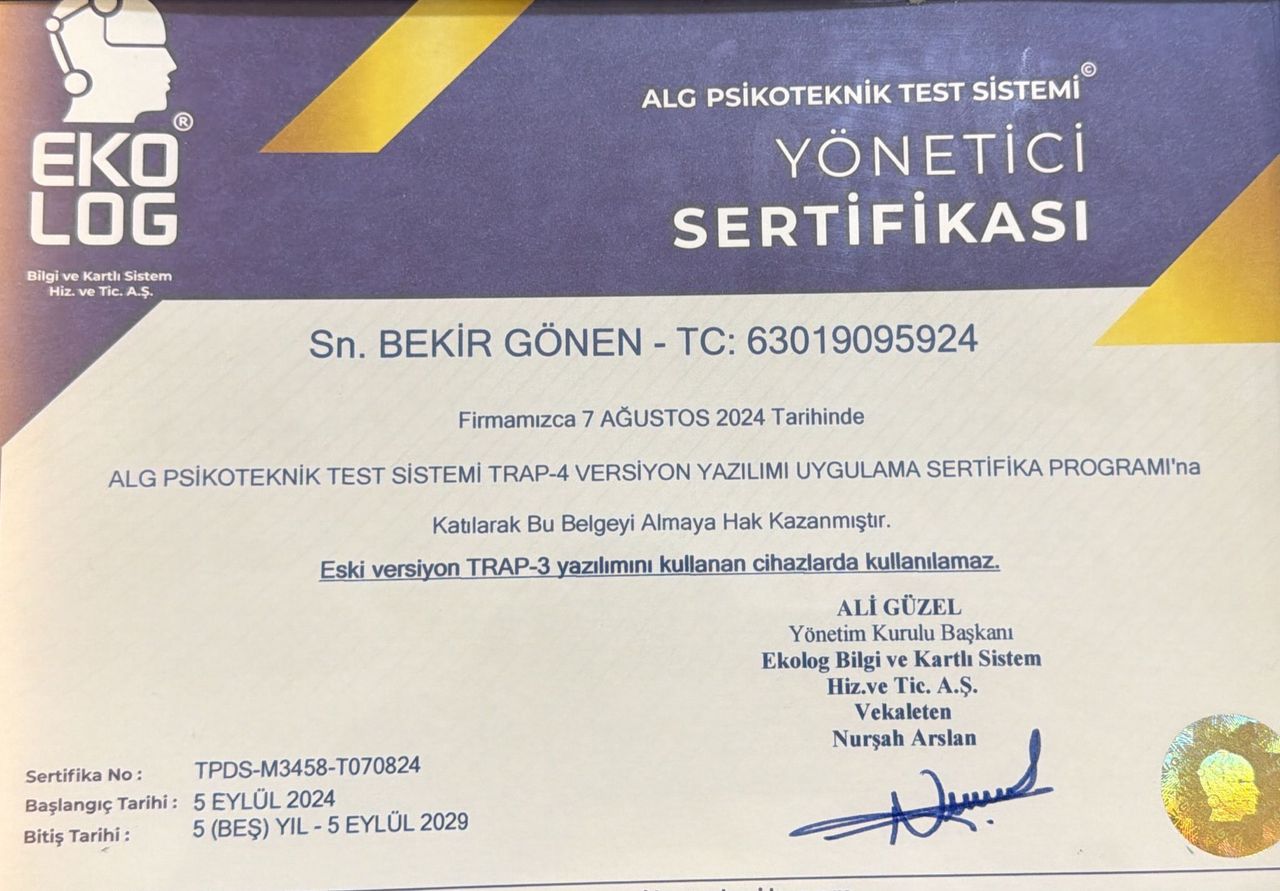 EKO
LOG
®
Bilgi ve Kartlı Sistem
Hiz. ve Tic. A.Ş.
ALG PSİKOTEKNİK TEST SİSTEMİ©
YÖNETİCİ
SERTİFİKASI
Sn. BEKİR GÖNEN - TC: 63019095924
Firmamızca 7 AĞUSTOS 2024 Tarihinde
ALG PSİKOTEKNİK TEST SİSTEMİ TRAP-4 VERSİYON YAZILIMI UYGULAMA SERTİFİKA PROGRAMI'na
Katılarak Bu Belgeyi Almaya Hak Kazanmıştır.
Eski versiyon TRAP-3 yazılımını kullanan cihazlarda kullanılamaz.
ALİ GÜZEL
Yönetim Kurulu Başkanı
Ekolog Bilgi ve Kartlı Sistem
Hiz.ve Tic. A.Ş.
Vekaleten
Nurşah Arslan
Sertifika No : TPDS-M3458-T070824
Başlangıç Tarihi : 5 EYLÜL 2024
Bitiş Tarihi : 5 (BEŞ) YIL - 5 EYLÜL 2029